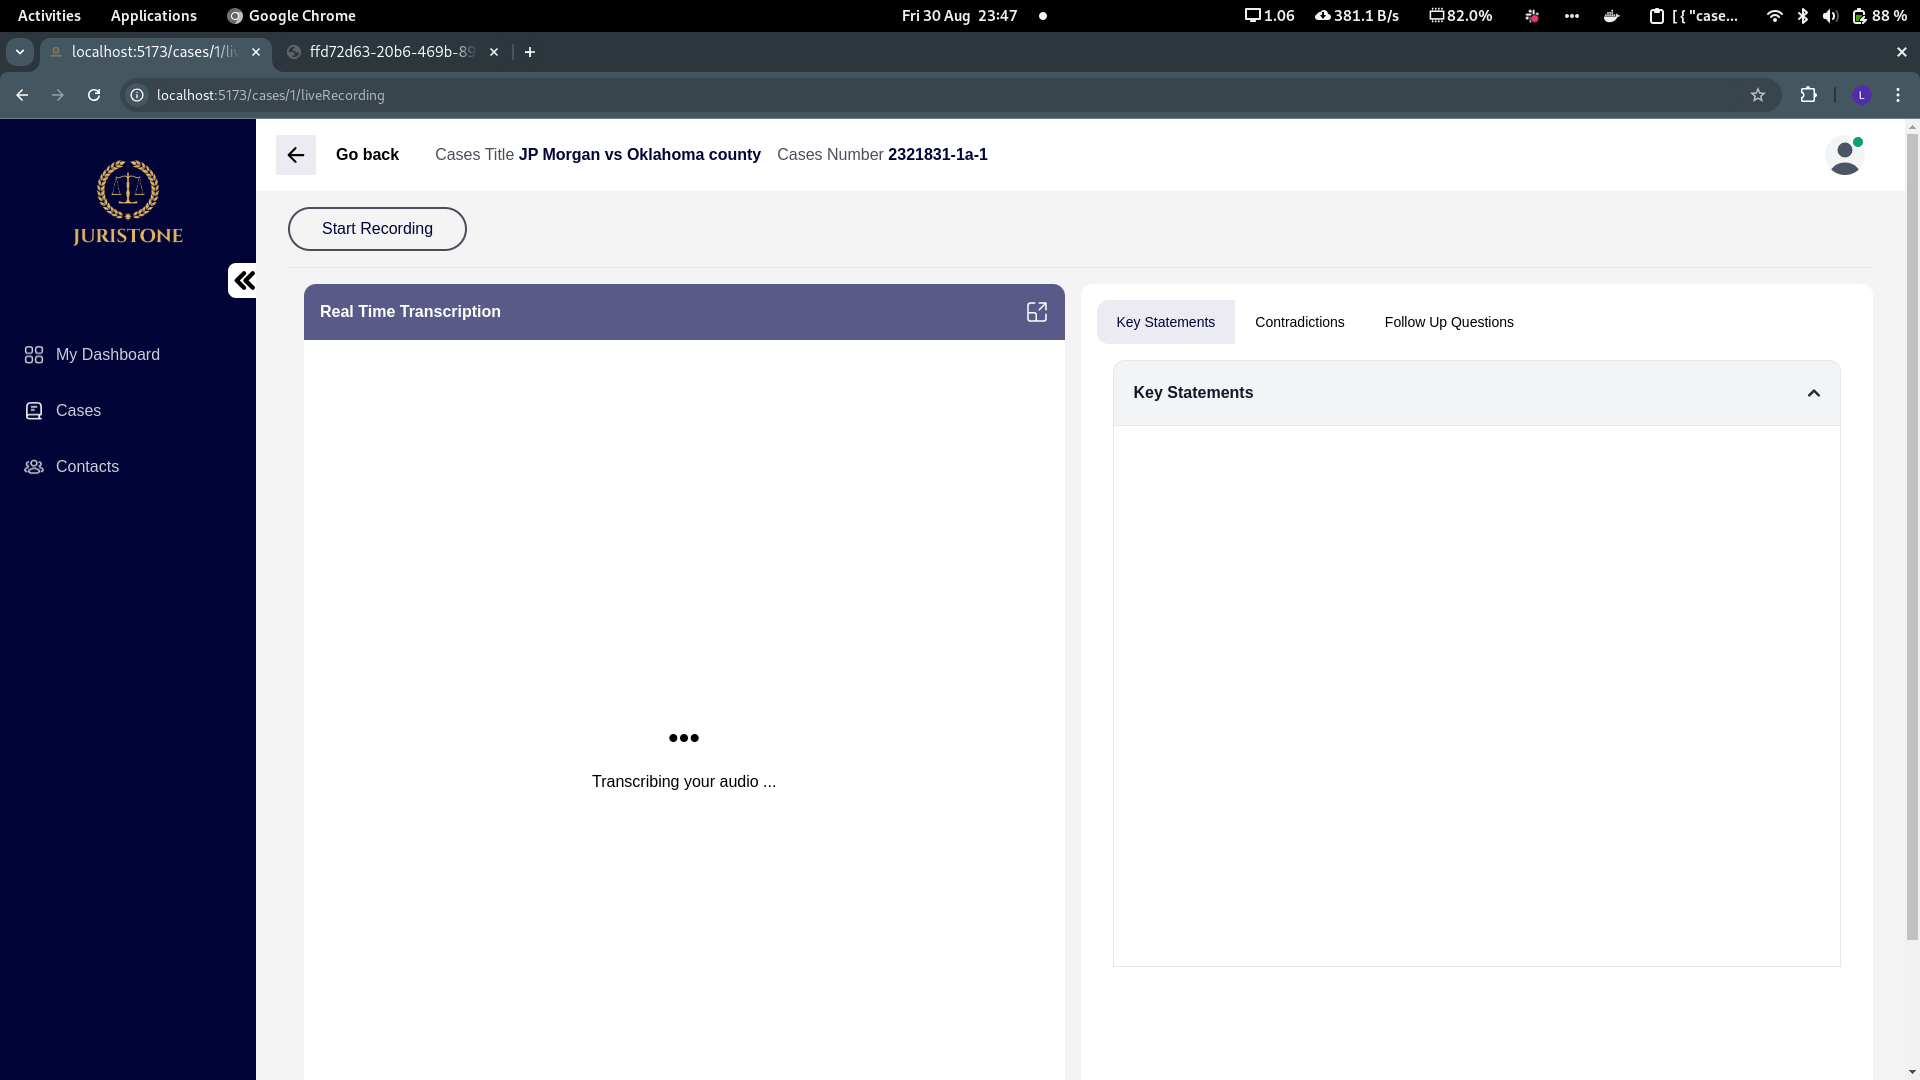 Activities Applications Google Chrome Fri 30 Aug 23:47 1.06 381.1 B/s 82.0% [ { "case... 88 %
localhost:5173/cases/1/li ffd72d63-20b6-469b-89
localhost:5173/cases/1/liveRecording L
Go back Cases Title JP Morgan vs Oklahoma county Cases Number 2321831-1a-1
JURISTONE
Start Recording
Real Time Transcription
Key Statements Contradictions Follow Up Questions
My Dashboard
Key Statements
Cases
Contacts
Transcribing your audio ...